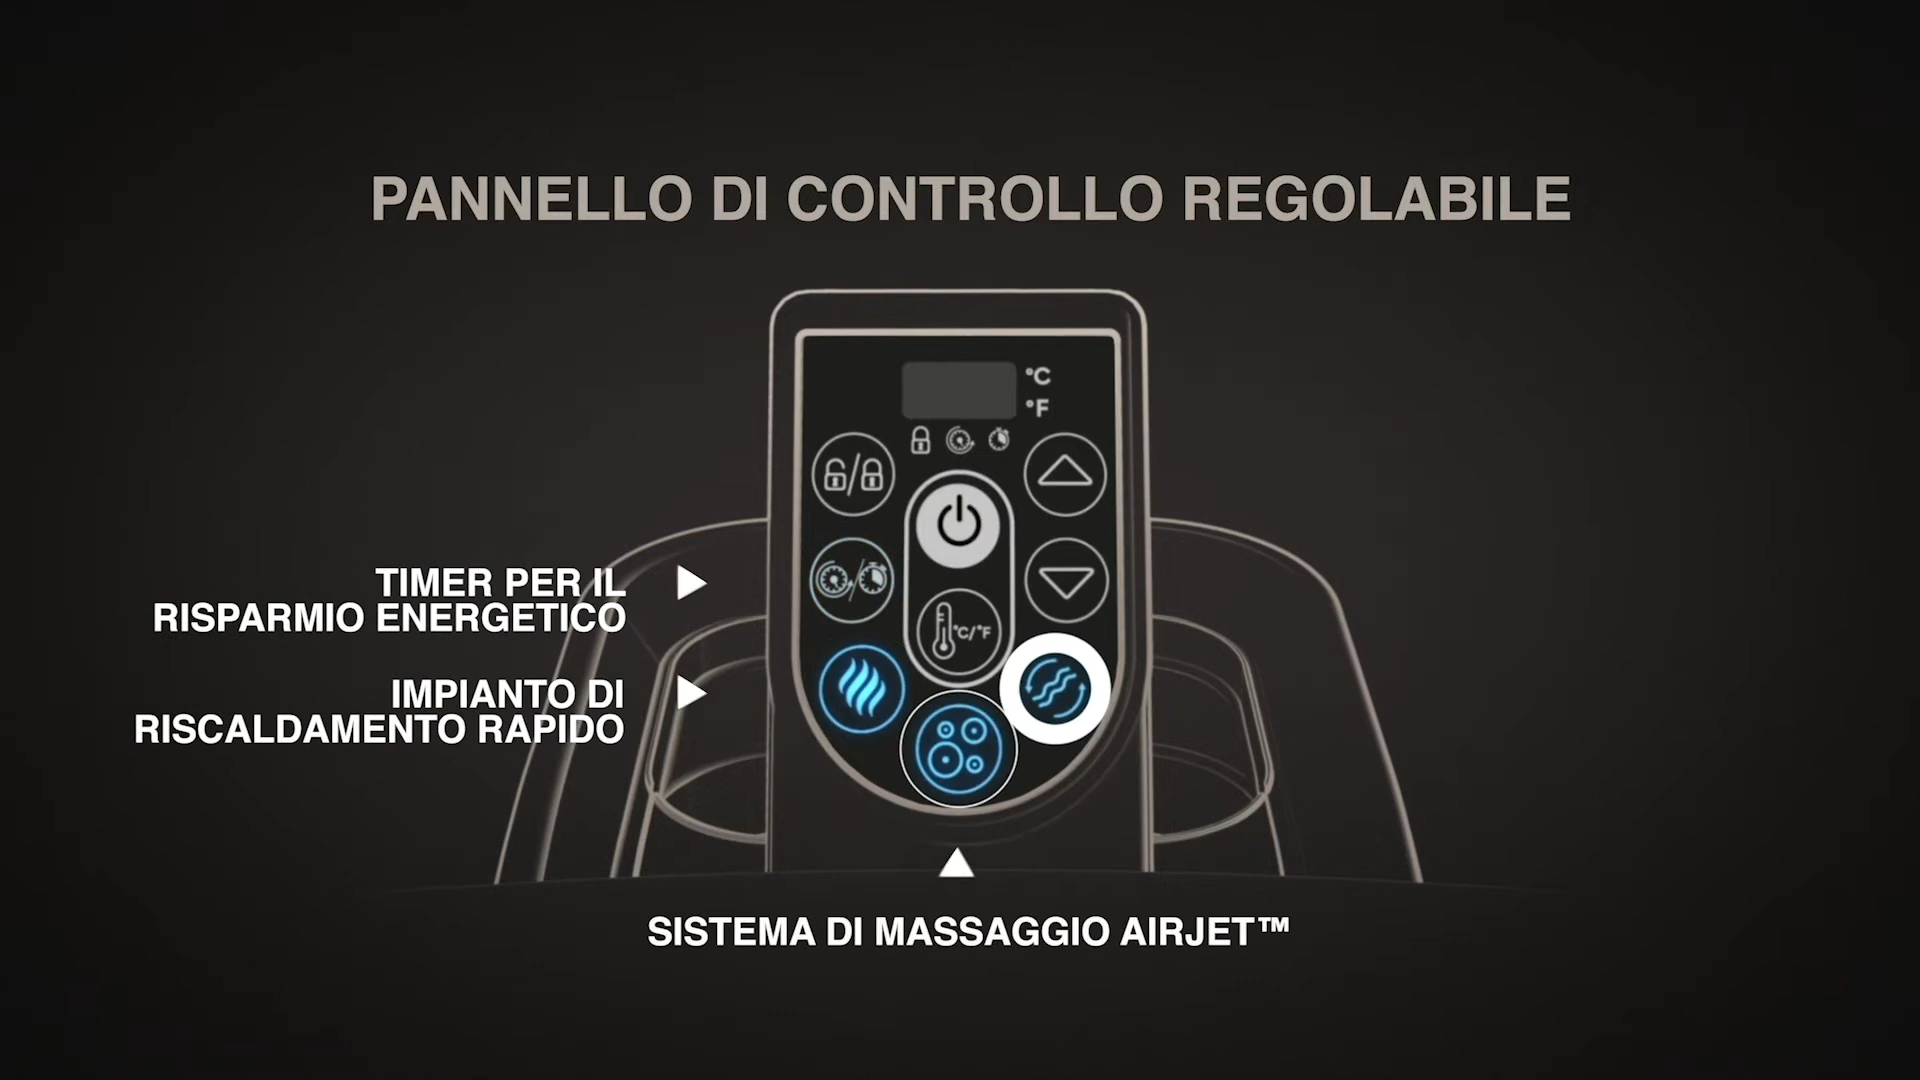 PANNELLO DI CONTROLLO REGOLABILE
°C
°F
°C/°F
TIMER PER IL
RISPARMIO ENERGETICO
IMPIANTO DI
RISCALDAMENTO RAPIDO
SISTEMA DI MASSAGGIO AIRJET™